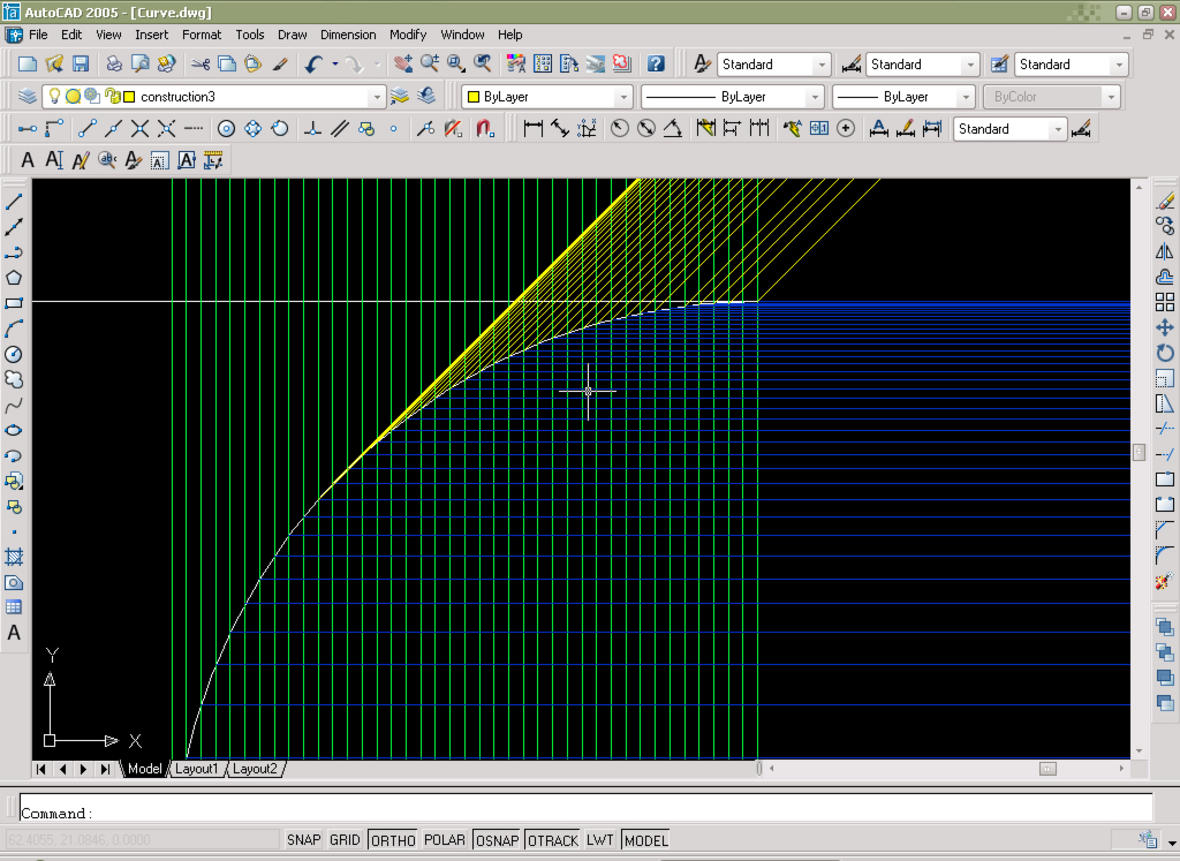 AutoCAD 2005 - [Curve.dwg]
File Edit View Insert Format Tools Draw Dimension Modify Window Help
Standard Standard Standard
construction3 ByLayer ByLayer ByLayer ByColor
Standard
A A A abc A A A
A
Y
X
Model Layout1 Layout2
Command:
62.4055, 21.0846, 0.0000 SNAP GRID ORTHO POLAR OSNAP OTRACK LWT MODEL